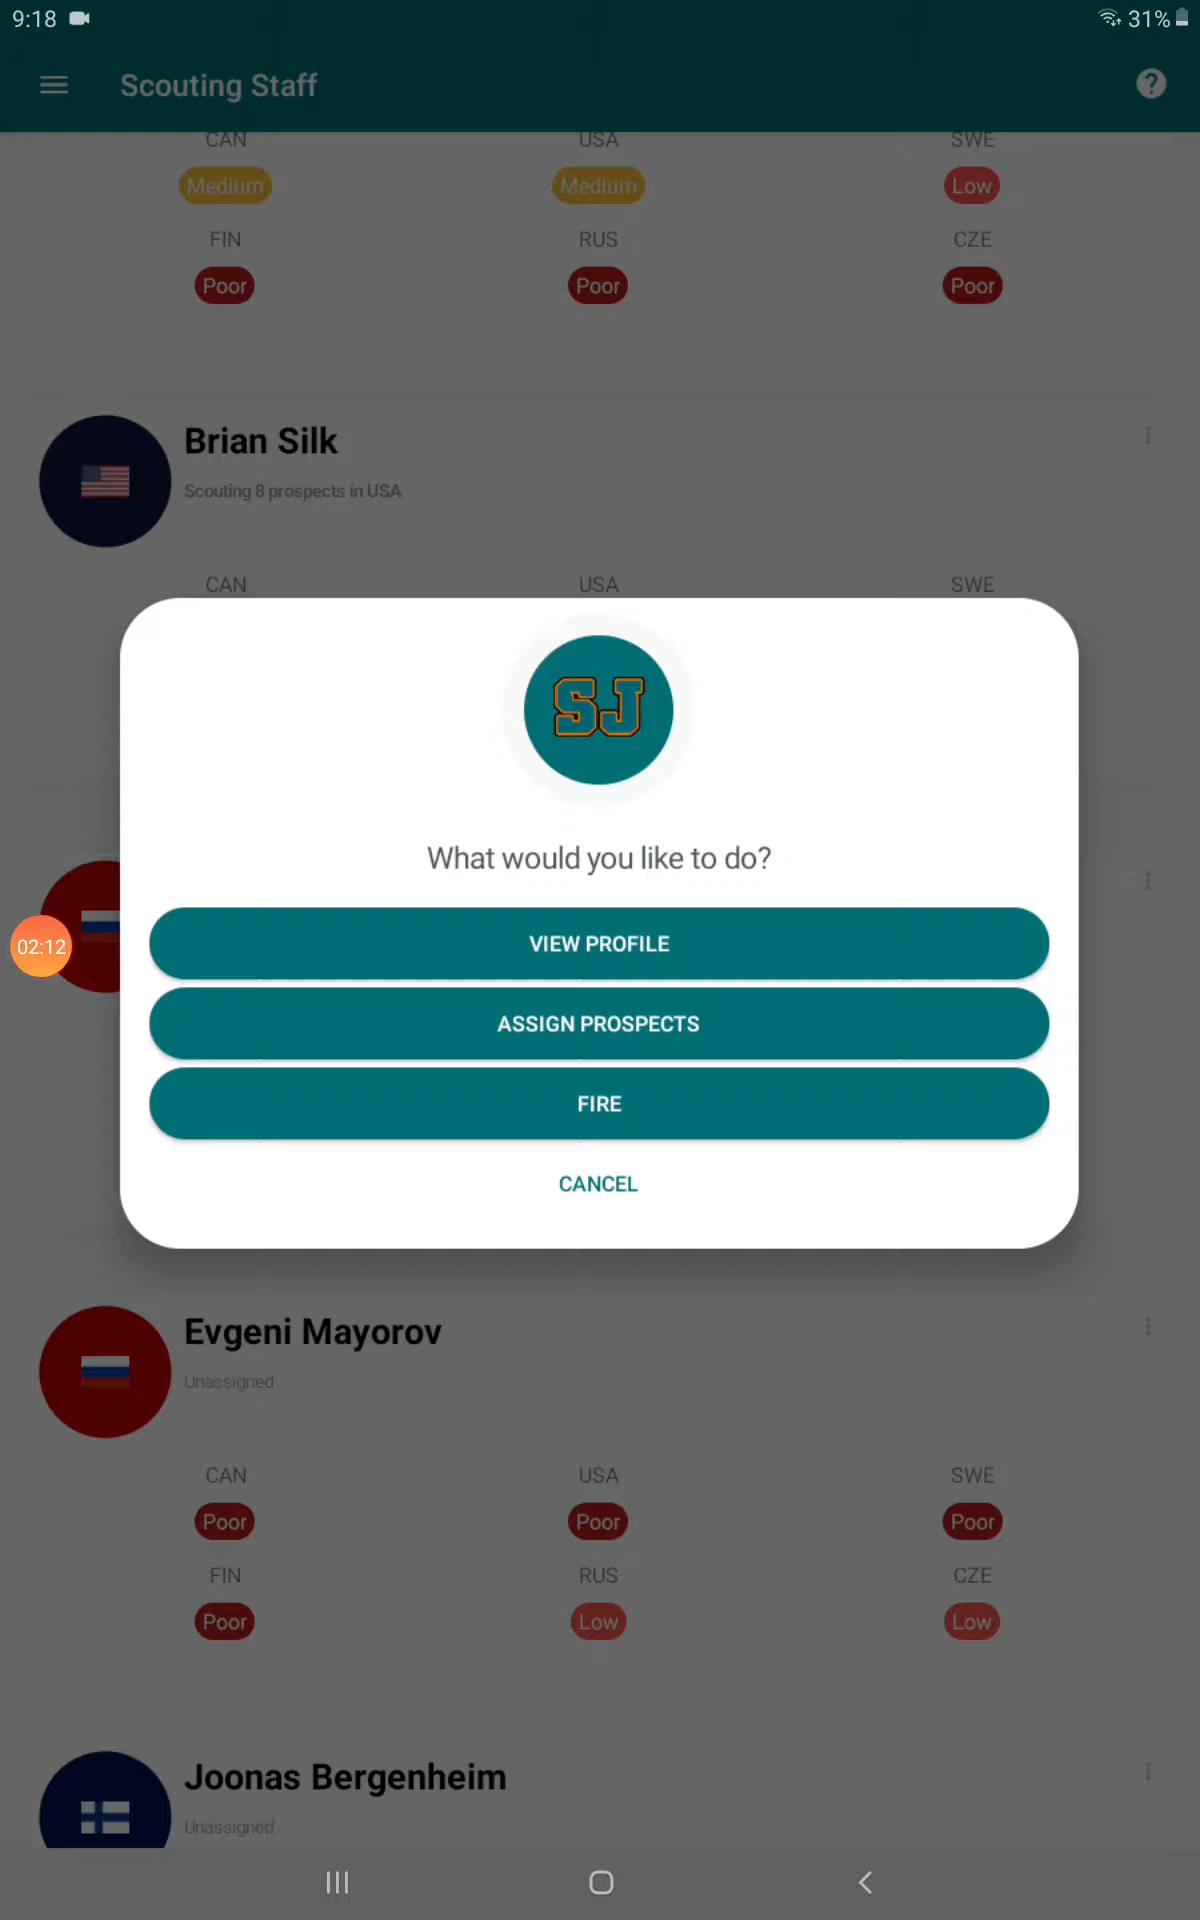 9:18
31%
Scouting Staff
CAN USA SWE
Medium Medium Low
FIN RUS CZE
Poor Poor Poor
Brian Silk
Scouting 8 prospects in USA
CAN USA SWE
SJ
What would you like to do?
VIEW PROFILE
02:12
ASSIGN PROSPECTS
FIRE
CANCEL
Evgeni Mayorov
Unassigned
CAN USA SWE
Poor Poor Poor
FIN RUS CZE
Poor Low Low
Joonas Bergenheim
Unassigned